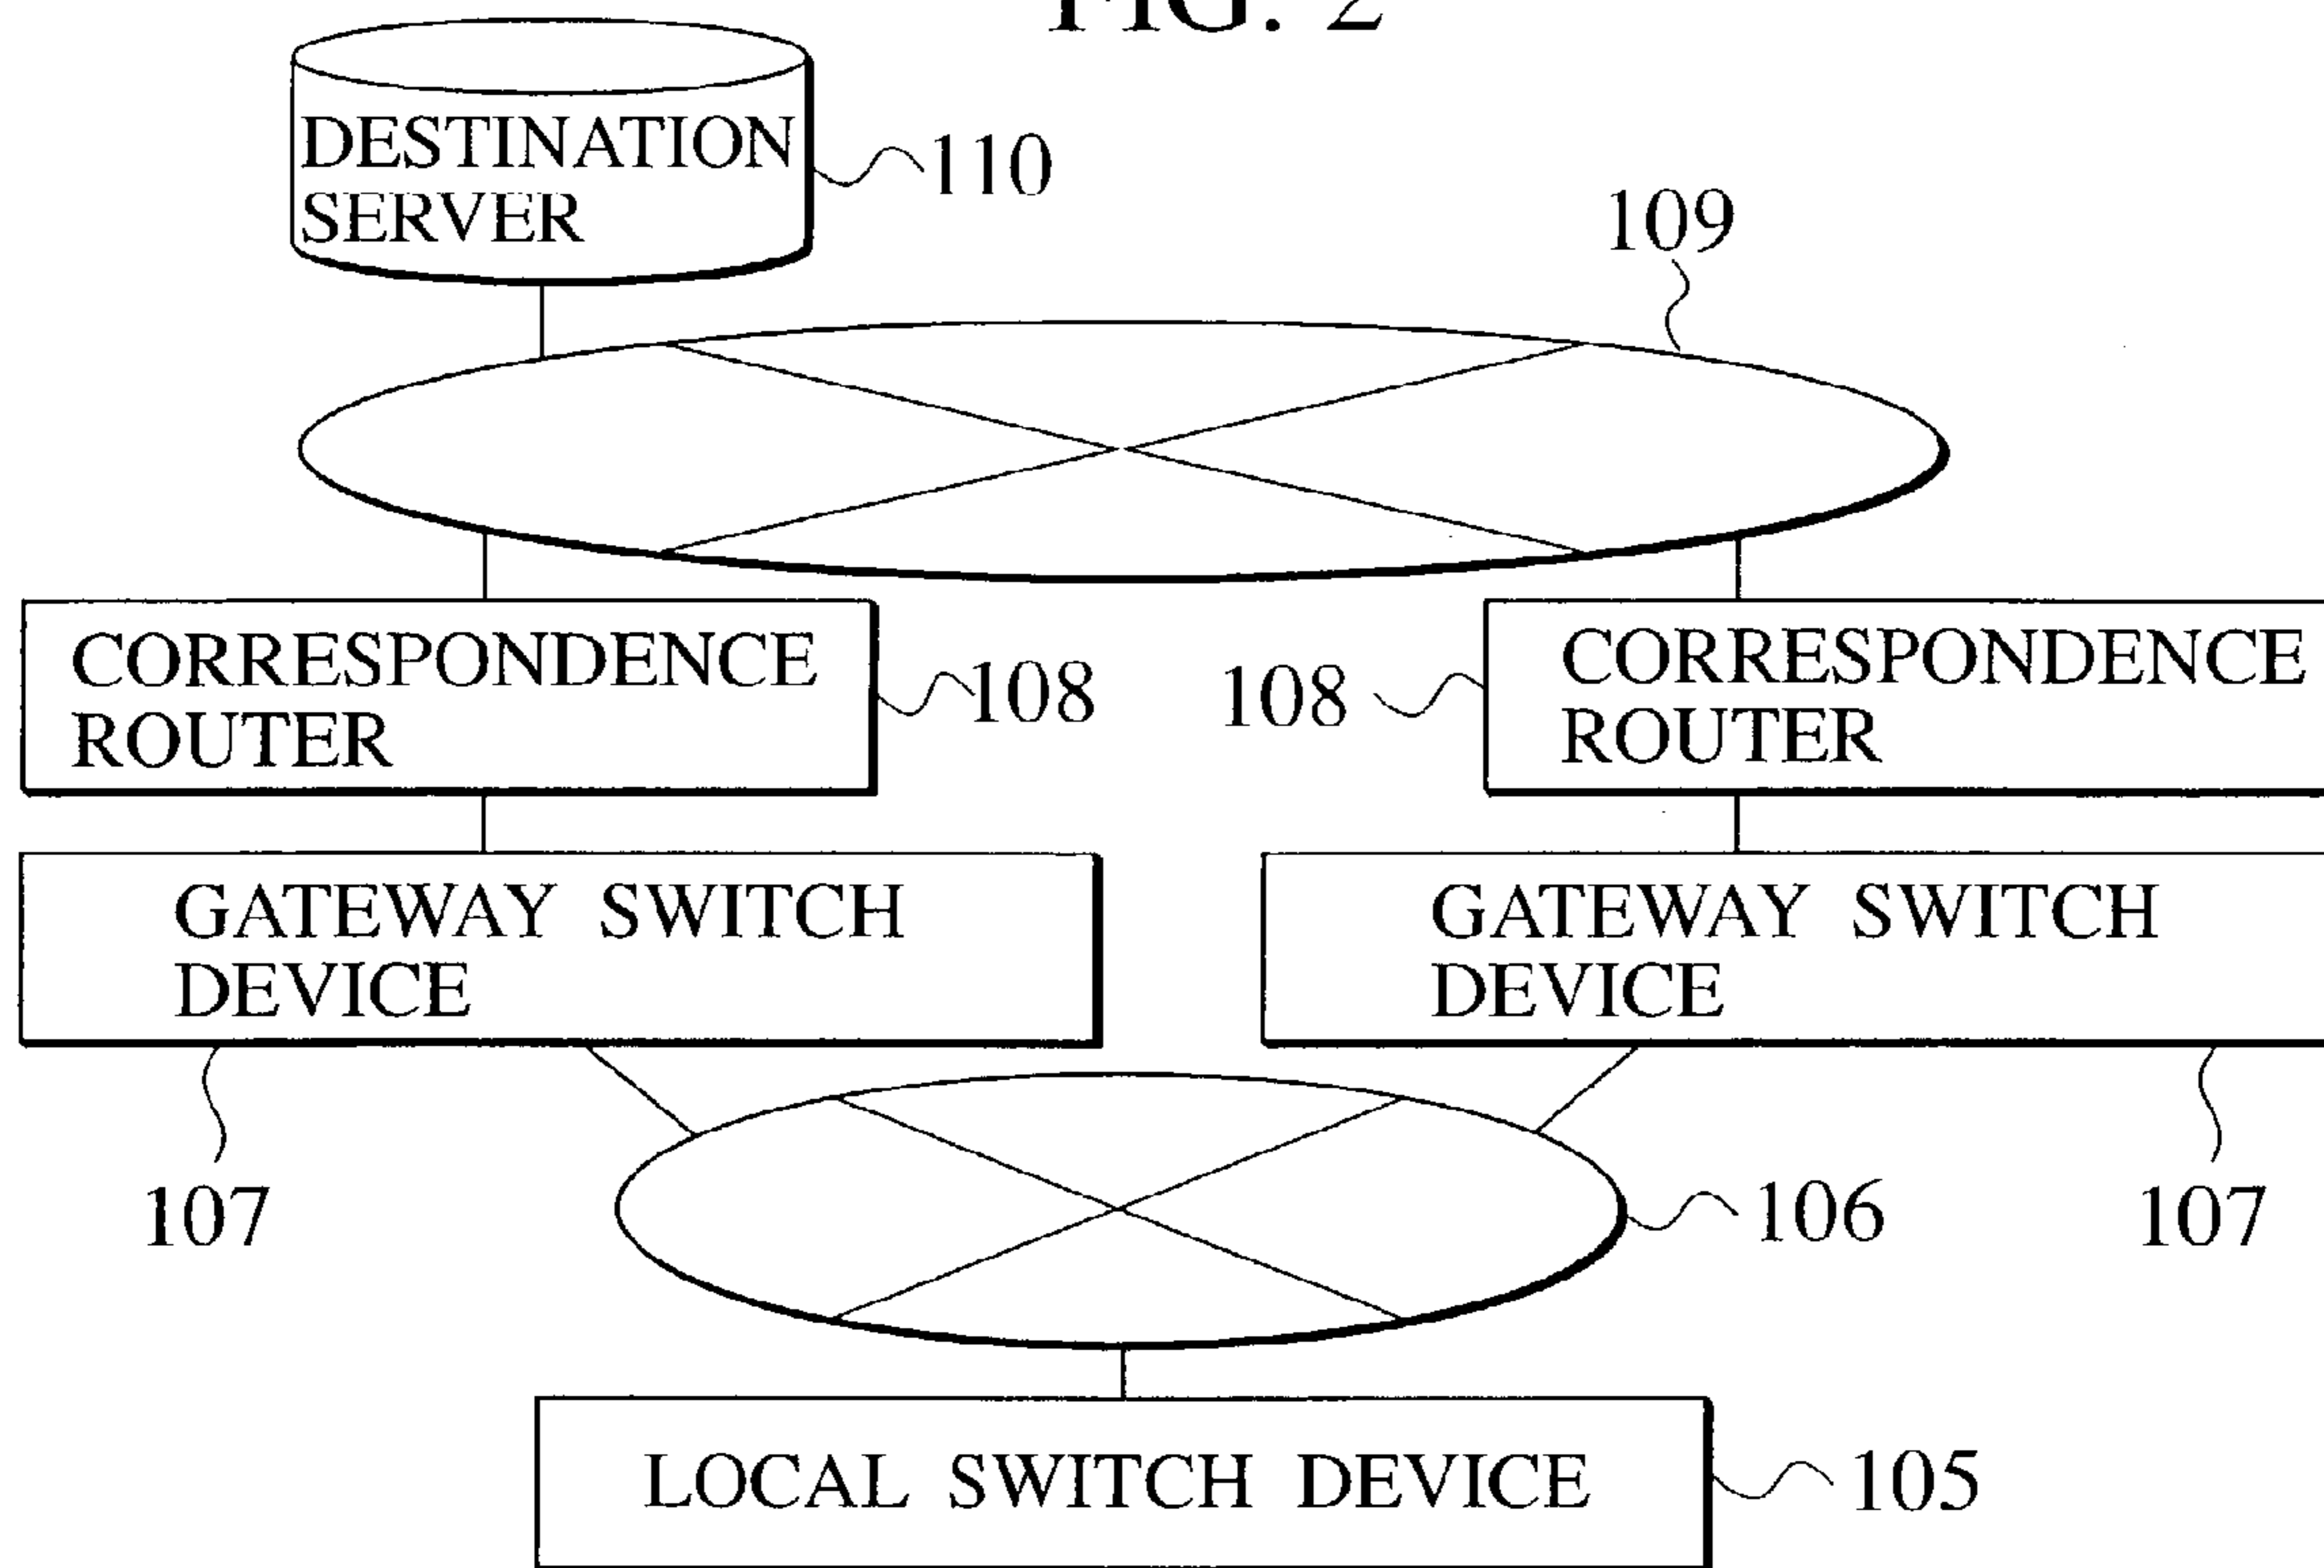 FIG. 2
DESTINATION
SERVER
110
109
CORRESPONDENCE
ROUTER
108
108
CORRESPONDENCE
ROUTER
GATEWAY SWITCH
DEVICE
GATEWAY SWITCH
DEVICE
107
106
107
LOCAL SWITCH DEVICE
105